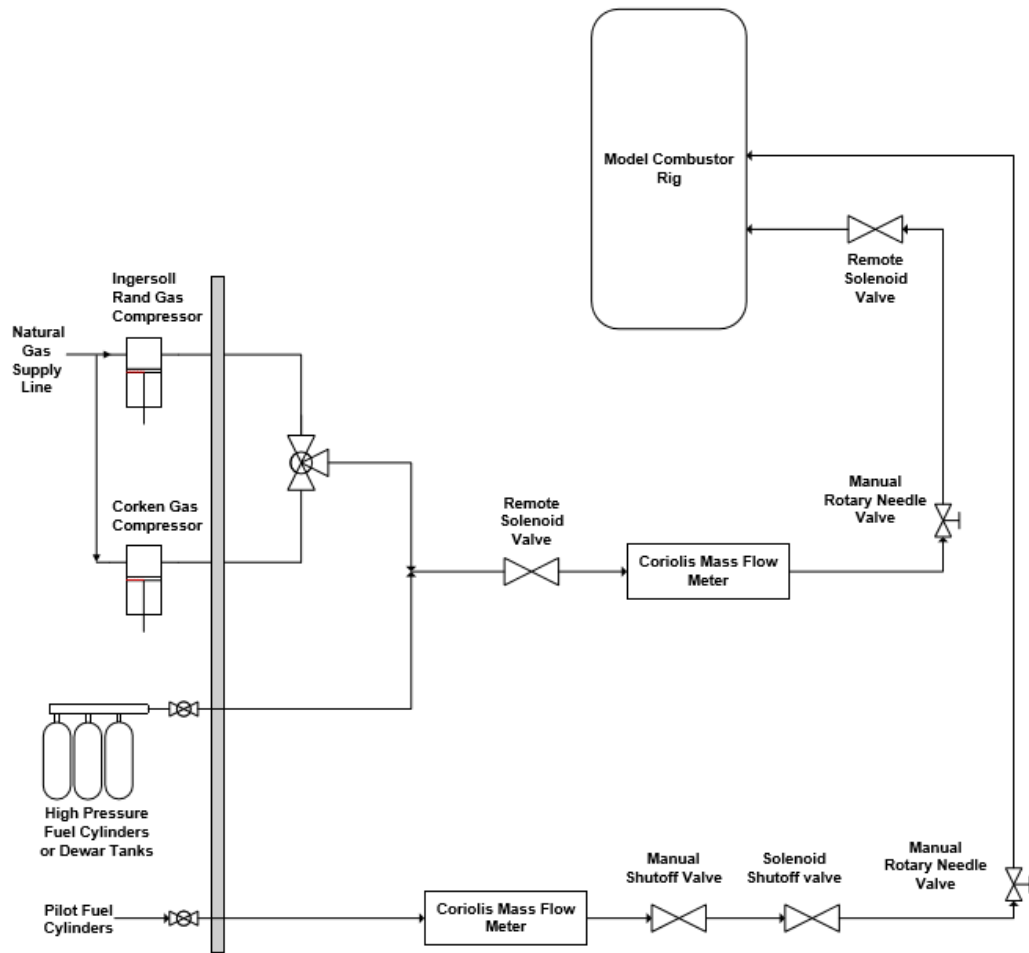 Model Combustor
Rig
Remote
Solenoid
Valve
Ingersoll
Rand Gas
Compressor
Natural
Gas
Supply
Line
Corken Gas
Compressor
Remote
Solenoid
Valve
Manual
Rotary Needle
Valve
Coriolis Mass Flow
Meter
High Pressure
Fuel Cylinders
or Dewar Tanks
Manual
Shutoff Valve
Solenoid
Shutoff valve
Manual
Rotary Needle
Valve
Pilot Fuel
Cylinders
Coriolis Mass Flow
Meter